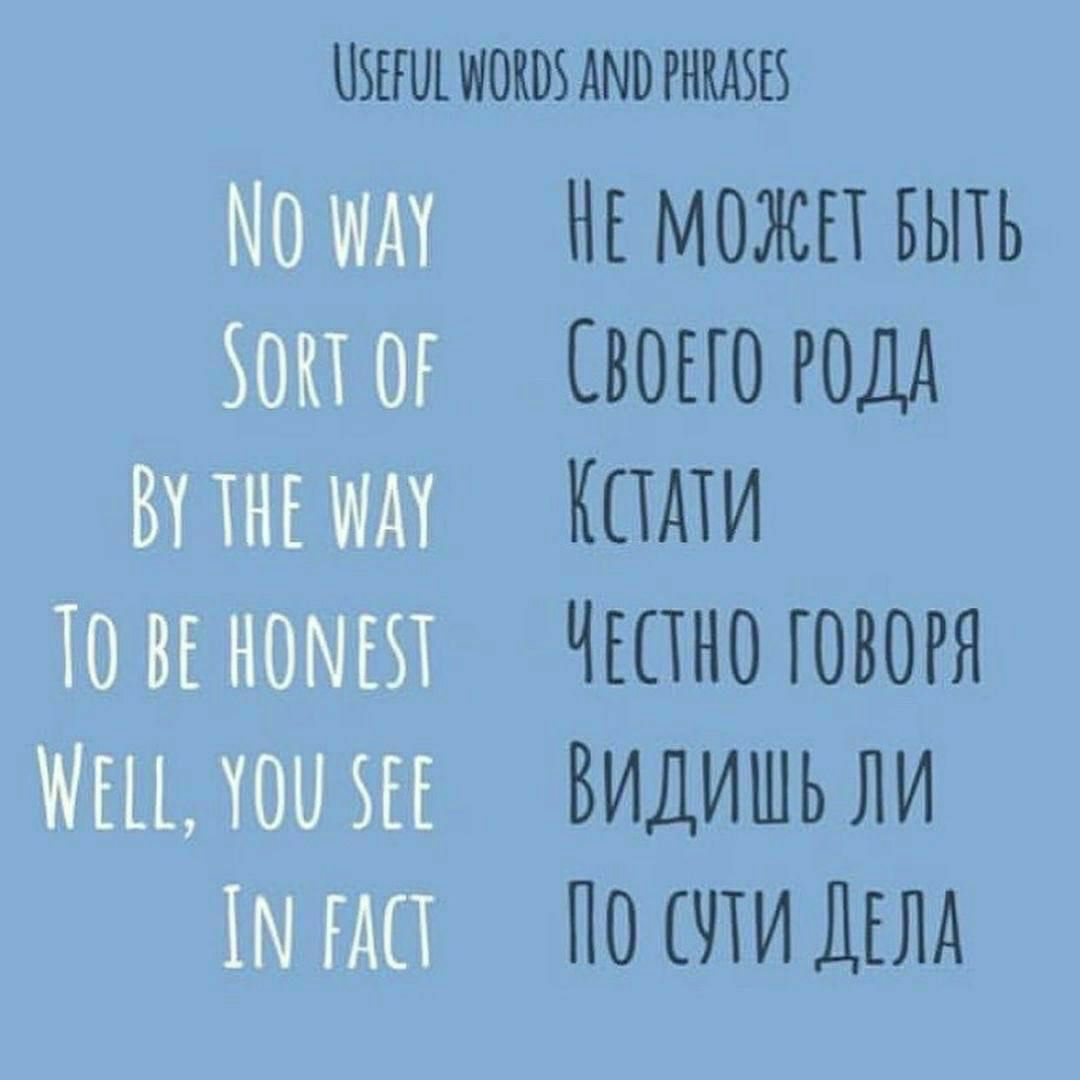 Useful words and phrases
No way Не может быть
Sort of Своего рода
By the way Кстати
To be honest Честно говоря
Well, you see Видишь ли
In fact По сути дела